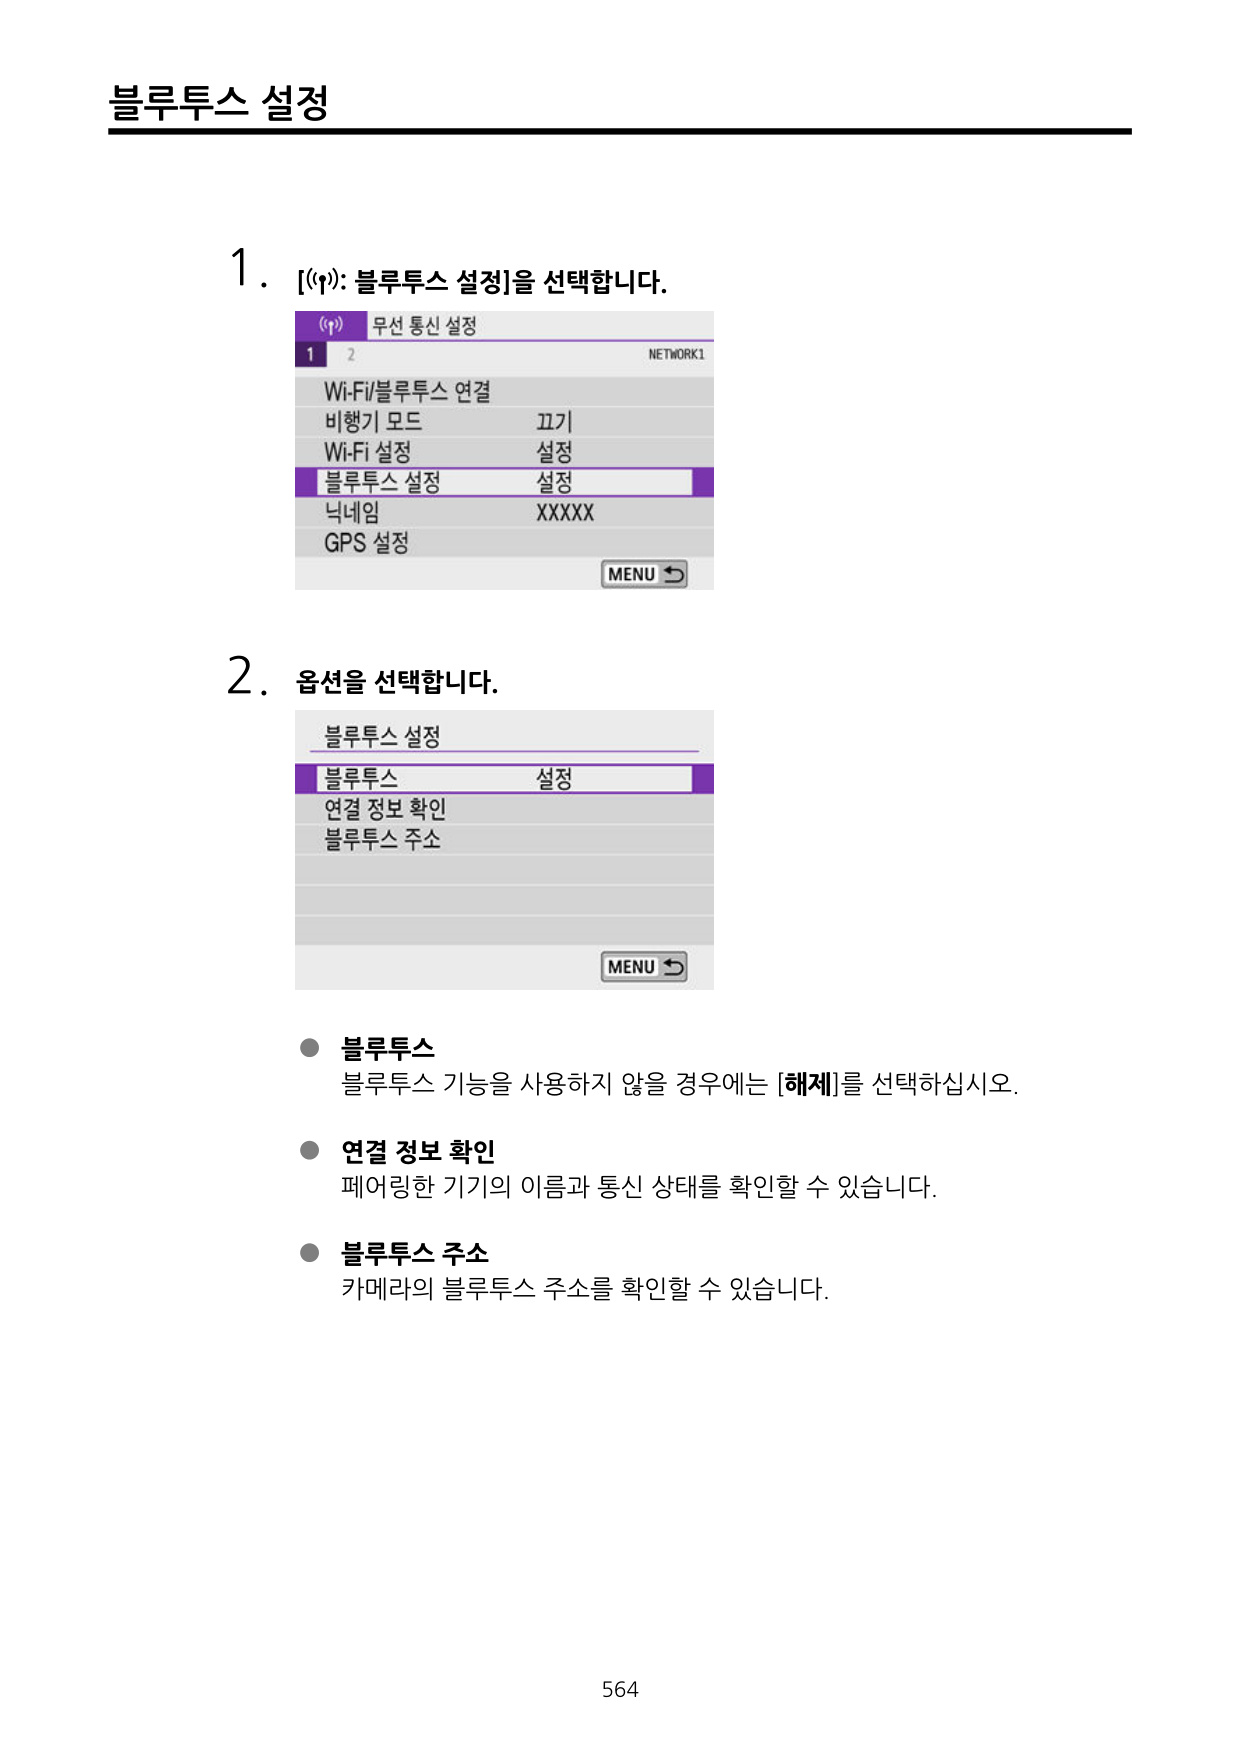 블루투스 설정
1. [((ᵠ)): 블루투스 설정]을 선택합니다.
무선 통신 설정
1 2 NETWORK1
Wi-Fi/블루투스 연결
비행기 모드 끄기
Wi-Fi 설정 설정
블루투스 설정 설정
닉네임 XXXXX
GPS 설정
MENU
2. 옵션을 선택합니다.
블루투스 설정
블루투스 설정
연결 정보 확인
블루투스 주소
MENU
● 블루투스
블루투스 기능을 사용하지 않을 경우에는 [해제]를 선택하십시오.
● 연결 정보 확인
페어링한 기기의 이름과 통신 상태를 확인할 수 있습니다.
● 블루투스 주소
카메라의 블루투스 주소를 확인할 수 있습니다.
564